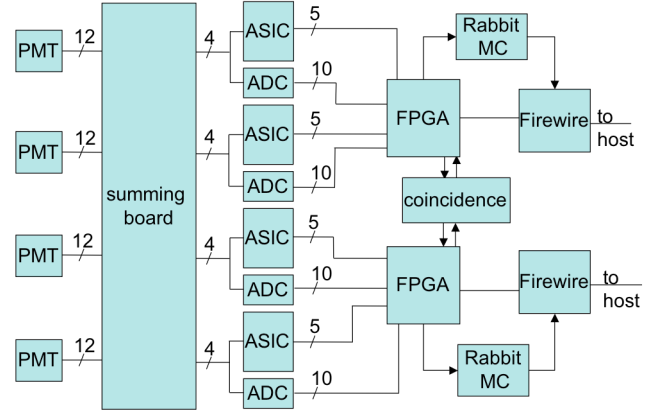 PMT
12
PMT
12
PMT
12
PMT
12
summing
board
4
4
4
4
ASIC
5
ADC
10
ASIC
5
ADC
10
ASIC
5
ADC
10
ASIC
5
ADC
10
FPGA
Rabbit
MC
Firewire
to
host
coincidence
FPGA
Firewire
to
host
Rabbit
MC